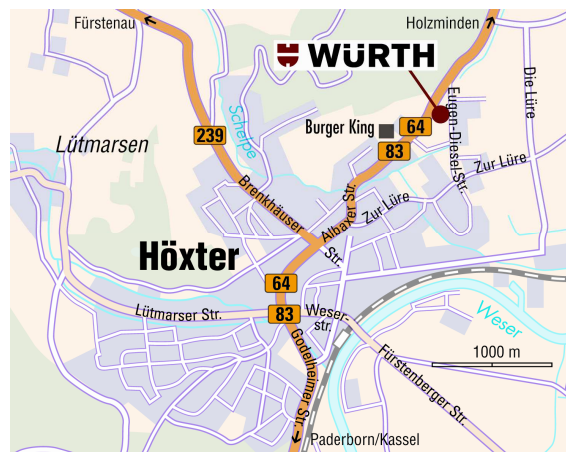 Fürstenau
Holzminden
WÜRTH
Die Lüre
Eugen-Diesel-Str.
Burger King
64
83
239
Schelpe
Lütmarsen
Zur Lüre
Brenkhäuser
Str.
Albaxer Str.
Zur Lüre
Höxter
64
83
Lütmarser Str.
Weser-
str.
Weser
1000 m
Godelheimer Str.
Fürstenberger Str.
Paderborn/Kassel